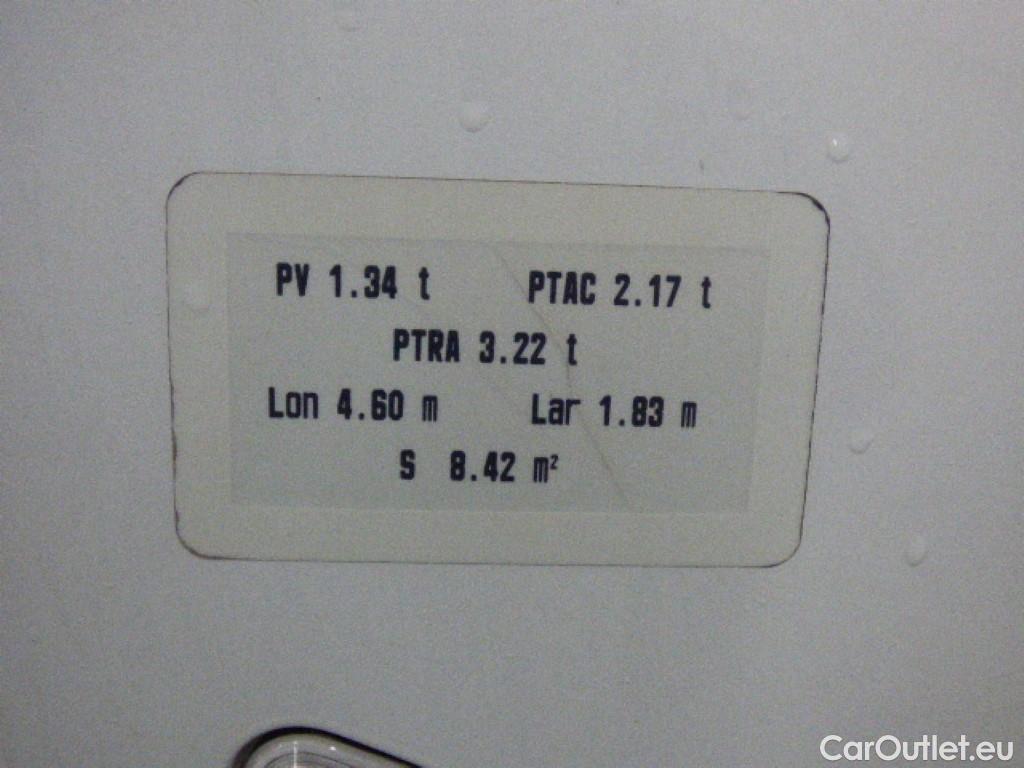 PV 1.34 t PTAC 2.17 t
PTRA 3.22 t
Lon 4.60 m Lar 1.83 m
S 8.42 m²
CarOutlet.eu